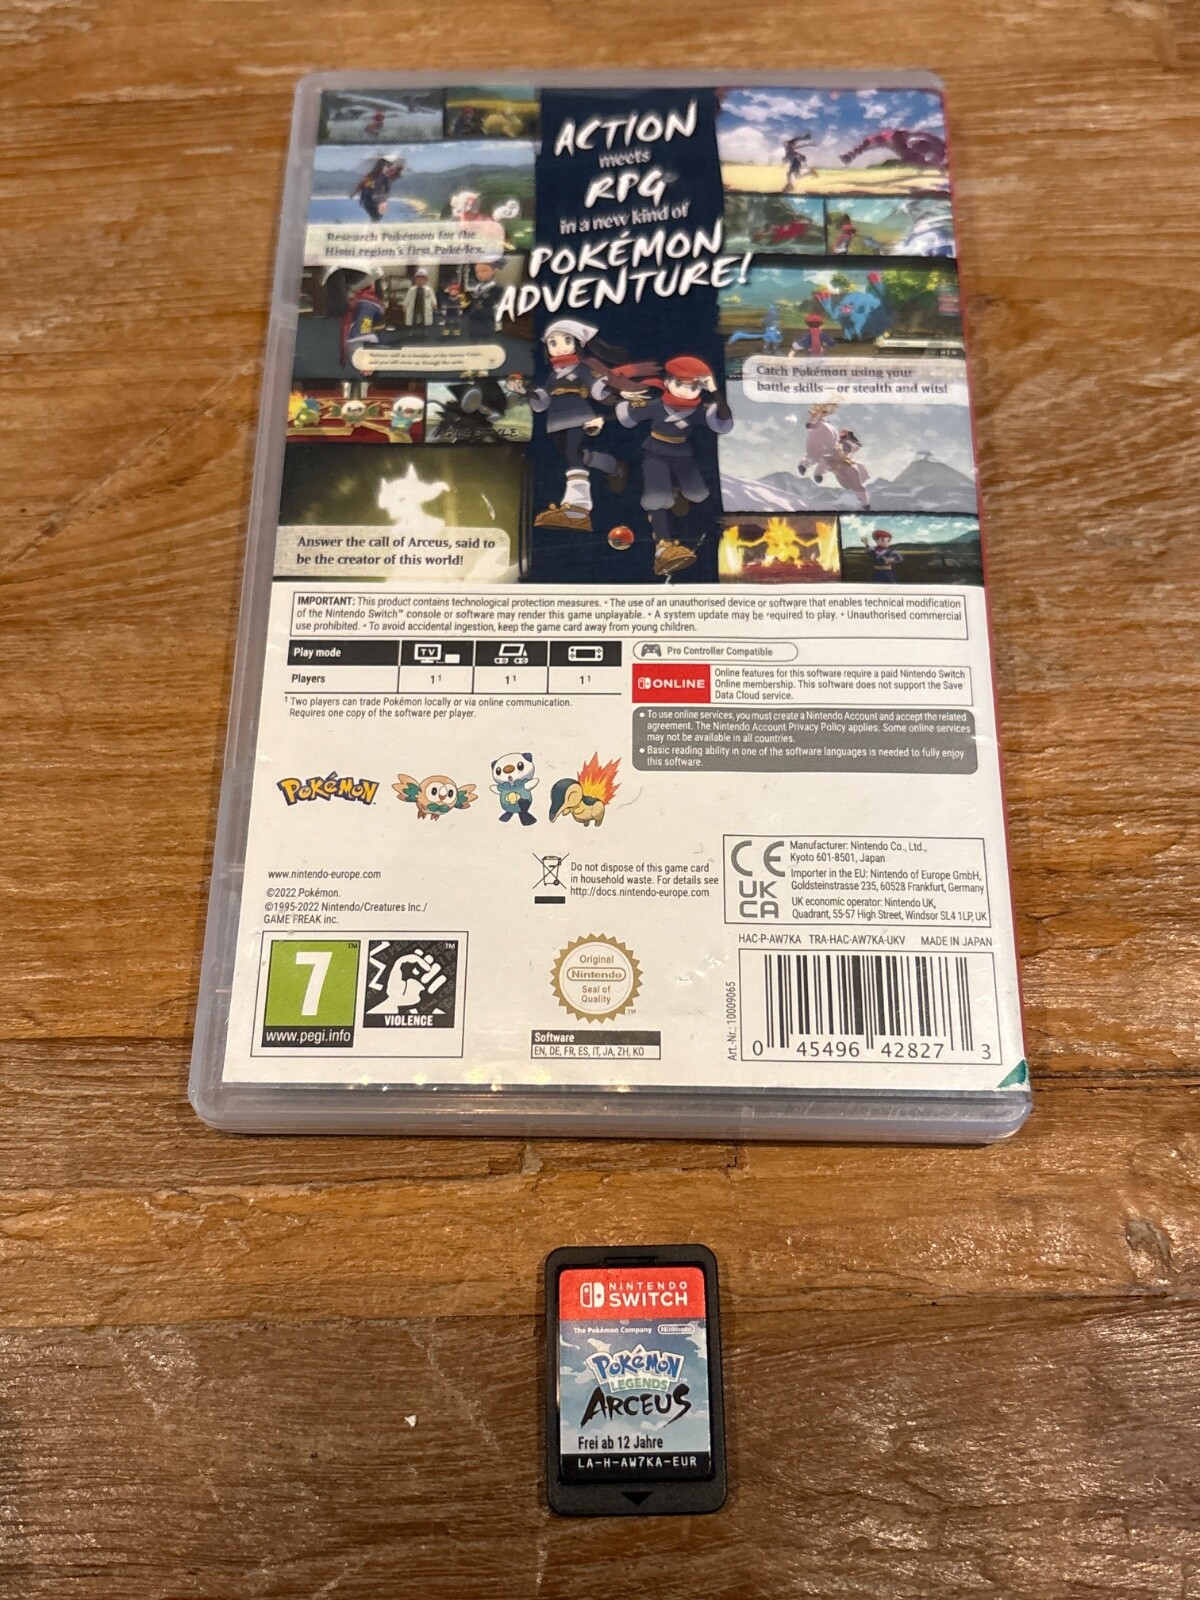 ACTION
meets
RPG
in a new kind of
POKÉMON
ADVENTURE!
Research Pokémon for the
Hisui region's first Pokédex.
Catch Pokémon using your
battle skills—or stealth and wits!
Answer the call of Arceus, said to
be the creator of this world!
IMPORTANT: This product contains technological protection measures. • The use of an unauthorised device or software that enables technical modification
of the Nintendo Switch™ console or software may render this game unplayable. • A system update may be required to play. • Unauthorised commercial
use prohibited. • To avoid accidental ingestion, keep the game card away from young children.
Play mode
TV
Players 1¹ 1¹ 1¹
¹ Two players can trade Pokémon locally or via online communication.
Requires one copy of the software per player.
Pro Controller Compatible
ONLINE
Online features for this software require a paid Nintendo Switch
Online membership. This software does not support the Save
Data Cloud service.
• To use online services, you must create a Nintendo Account and accept the related
agreement. The Nintendo Account Privacy Policy applies. Some online services
may not be available in all countries.
• Basic reading ability in one of the software languages is needed to fully enjoy
this software.
POKÉMON
www.nintendo-europe.com
©2022 Pokémon.
©1995-2022 Nintendo/Creatures Inc./
GAME FREAK inc.
Do not dispose of this game card
in household waste. For details see
http://docs.nintendo-europe.com
CE
UK
CA
Manufacturer: Nintendo Co., Ltd.,
Kyoto 601-8501, Japan
Importer in the EU: Nintendo of Europe GmbH,
Goldsteinstrasse 235, 60528 Frankfurt, Germany
UK economic operator: Nintendo UK,
Quadrant, 55-57 High Street, Windsor SL4 1LP, UK
HAC-P-AW7KA TRA-HAC-AW7KA-UKV MADE IN JAPAN
7
www.pegi.info
VIOLENCE
Original
Nintendo
Seal of
Quality
Software
EN, DE, FR, ES, IT, JA, ZH, KO
Art.-Nr.: 10009065
0 45496 42827 3
NINTENDO
SWITCH
The Pokémon Company Nintendo
POKÉMON
LEGENDS
ARCEUS
Frei ab 12 Jahre
LA-H-AW7KA-EUR